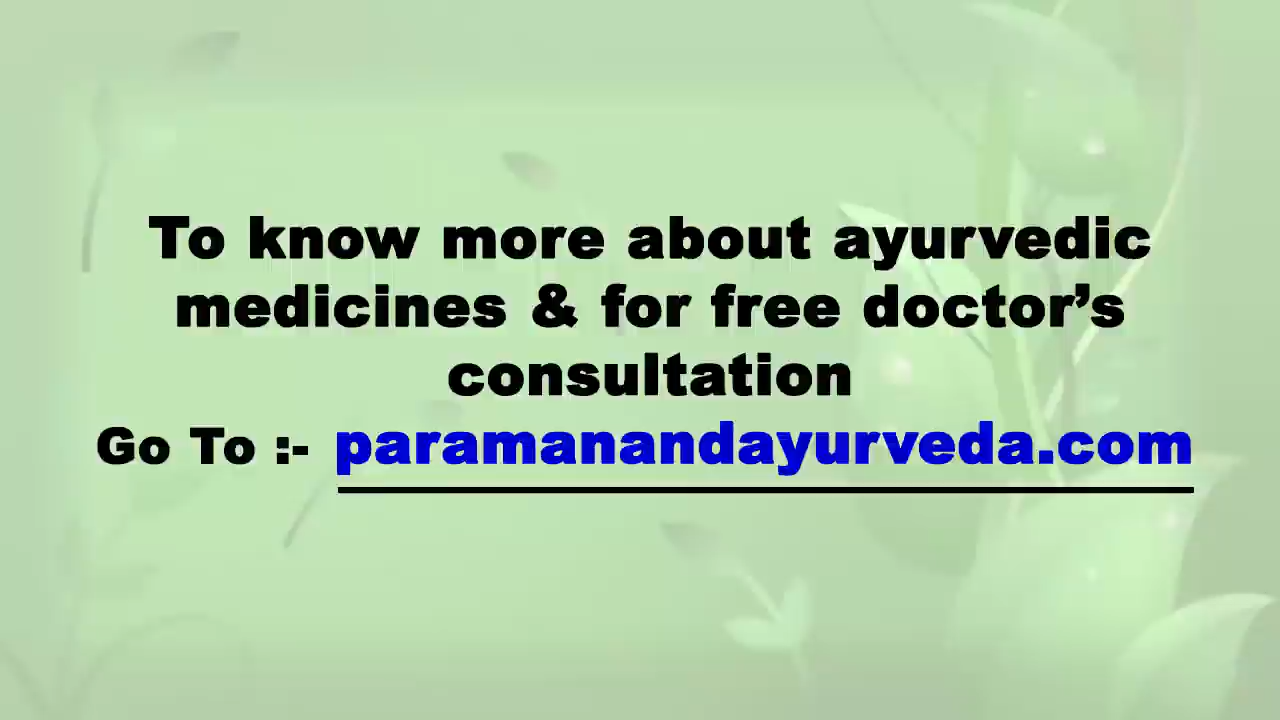 To know more about ayurvedic
medicines & for free doctor’s
consultation
Go To :- paramanandayurveda.com